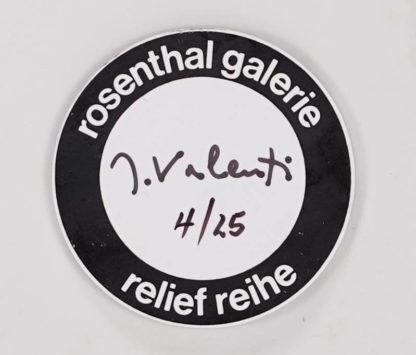 rosenthal galerie
J. Valenti
4/25
relief reihe